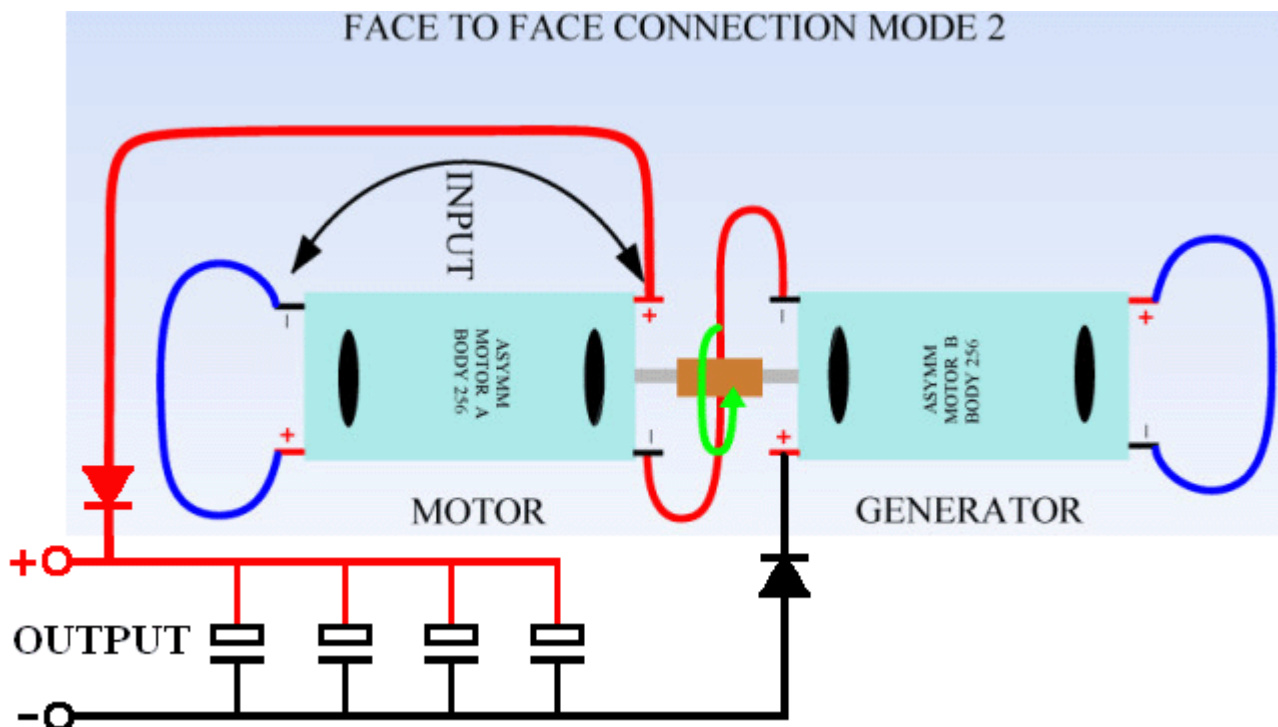 FACE TO FACE CONNECTION MODE 2
INPUT
-
+
-
+
ASYMM
MOTOR A
BODY 256
ASYMM
MOTOR B
BODY 256
+
-
+
-
MOTOR
GENERATOR
+
OUTPUT
-